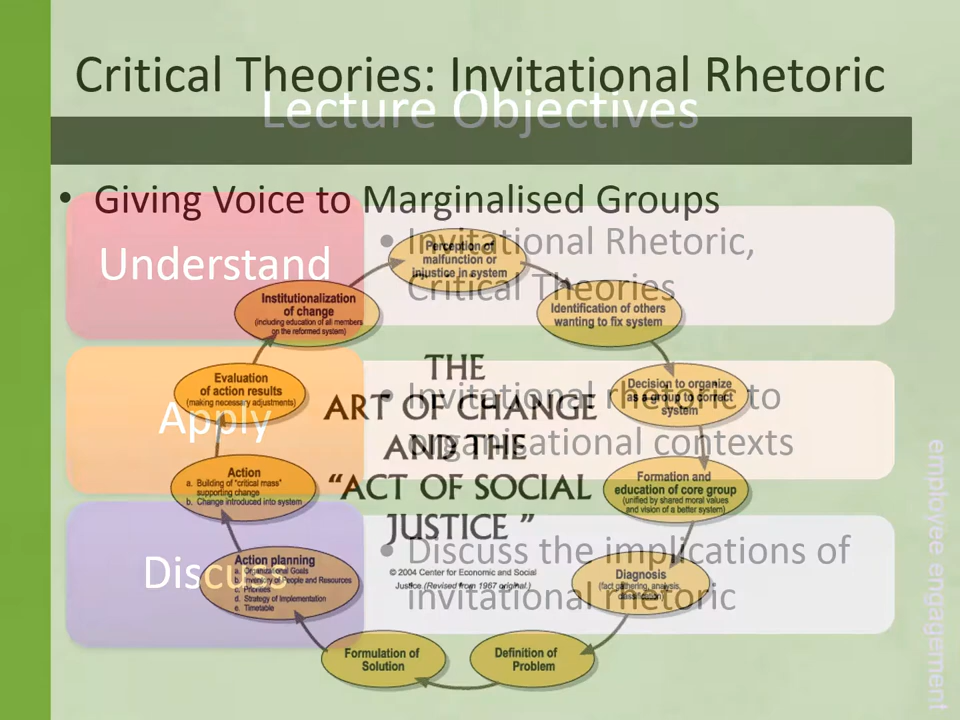 Critical Theories: Invitational Rhetoric
Lecture Objectives
• Giving Voice to Marginalised Groups
Understand
• Invitational Rhetoric,
Critical Theories
Apply
• Invitational rhetoric to
organisational contexts
Discuss
• Discuss the implications of
invitational rhetoric
Perception of
malfunction or
injustice in system
Identification of others
wanting to fix system
Decision to organize
as a group to correct
system
Formation and
education of core group
(unified by shared moral values
and vision of a better system)
Diagnosis
(fact gathering, analysis,
classification)
Definition of
Problem
Formulation of
Solution
Action planning
a. Organizational Goals
b. Inventory of People and Resources
c. Priorities
d. Strategy of Implementation
e. Timetable
Action
a. Building of "critical mass"
supporting change
b. Change introduced into system
Evaluation
of action results
(making necessary adjustments)
Institutionalization
of change
(including education of all members
on the reformed system)
THE
ART OF CHANGE
AND THE
“ACT OF SOCIAL
JUSTICE ”
© 2004 Center for Economic and Social
Justice (Revised from 1967 original.)
employee engagement